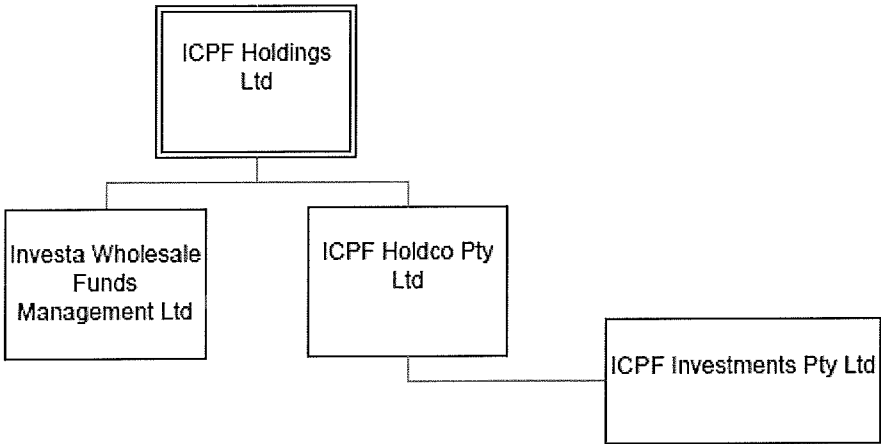 ICPF Holdings
Ltd
Investa Wholesale
Funds
Management Ltd
ICPF Holdco Pty
Ltd
ICPF Investments Pty Ltd